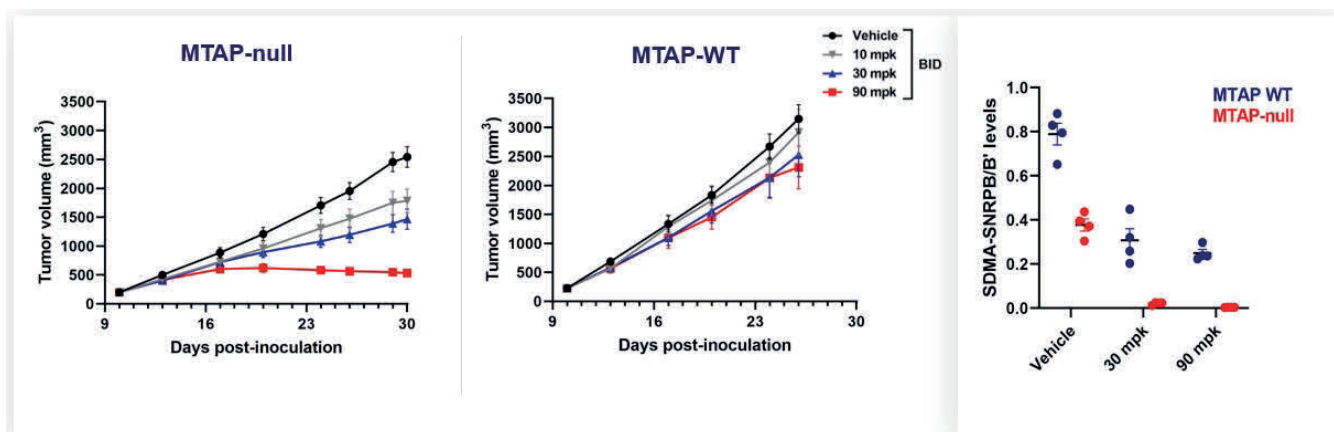 MTAP-null
Tumor volume (mm³)
3500
3000
2500
2000
1500
1000
500
0
9
16
23
30
Days post-inoculation
MTAP-WT
Vehicle
10 mpk
30 mpk
90 mpk
BID
Tumor volume (mm³)
3500
3000
2500
2000
1500
1000
500
0
9
16
23
30
Days post-inoculation
MTAP WT
MTAP-null
SDMA-SNRPB/B' levels
1.0
0.8
0.6
0.4
0.2
0.0
Vehicle
30 mpk
90 mpk